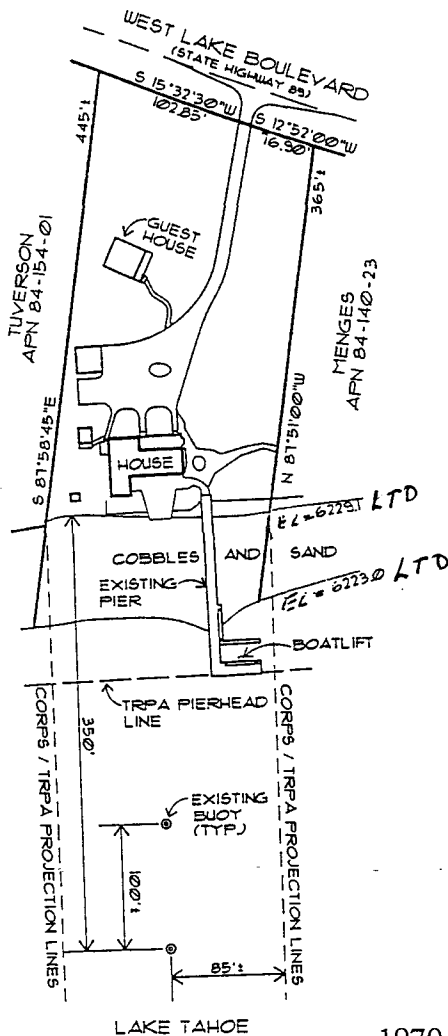 WEST LAKE BOULEVARD
(STATE HIGHWAY 89)
S 15°32'30"W
102.85'
S 12°52'00"W
76.90'
445'±
365'±
GUEST
HOUSE
TUVERSON
APN 84-154-01
MENGES
APN 84-140-23
S 87°58'45"E
N 87°51'00"W
HOUSE
EL=6229.1 LTD
COBBLES AND SAND
EXISTING
PIER
EL= 6223.0 LTD
BOATLIFT
TRPA PIERHEAD
LINE
CORPS / TRPA PROJECTION LINES
CORPS / TRPA PROJECTION LINES
350'
EXISTING
BUOY
(TYP.)
100'±
85'±
LAKE TAHOE